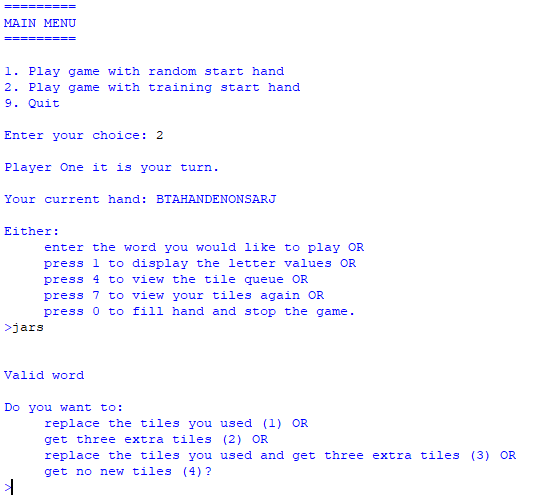 =========
MAIN MENU
=========
1. Play game with random start hand
2. Play game with training start hand
9. Quit
Enter your choice: 2
Player One it is your turn.
Your current hand: BTAHANDENONSARJ
Either:
enter the word you would like to play OR
press 1 to display the letter values OR
press 4 to view the tile queue OR
press 7 to view your tiles again OR
press 0 to fill hand and stop the game.
>jars
Valid word
Do you want to:
replace the tiles you used (1) OR
get three extra tiles (2) OR
replace the tiles you used and get three extra tiles (3) OR
get no new tiles (4)?
>